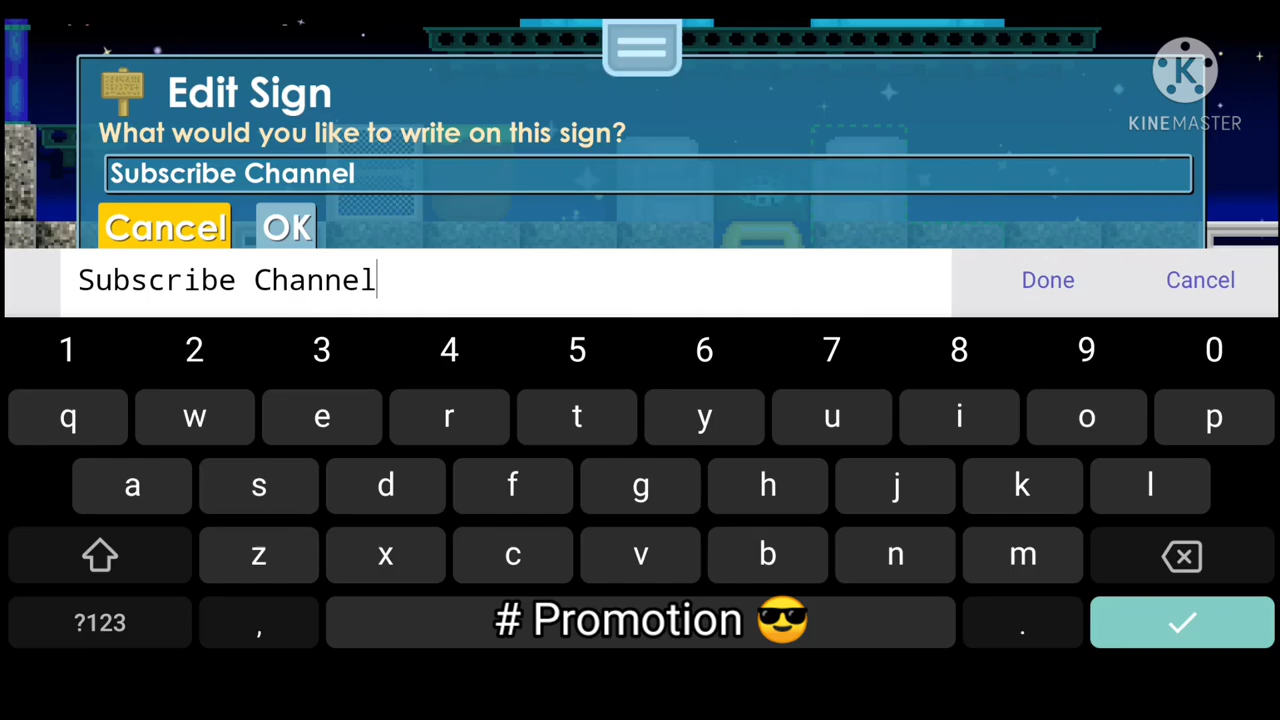 Edit Sign
What would you like to write on this sign?
Subscribe Channel
Cancel OK
K
KINEMASTER
Subscribe Channel
Done Cancel
1 2 3 4 5 6 7 8 9 0
q w e r t y u i o p
a s d f g h j k l
z x c v b n m
?123 , # Promotion 😎 .